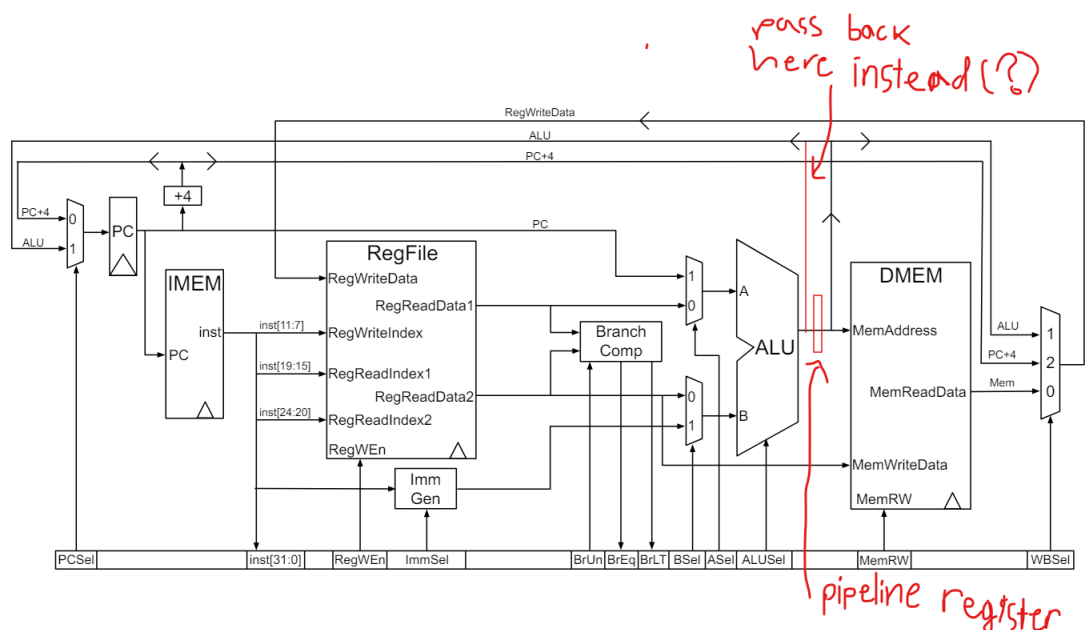 pass back
here instead (?)
RegWriteData
ALU
PC+4
+4
PC+4
0
PC
PC
ALU
1
RegFile
DMEM
IMEM
RegWriteData
1
A
RegReadData1
0
inst
inst[11:7]
RegWriteIndex
Branch
Comp
ALU
MemAddress
ALU
1
PC
PC+4
2
inst[19:15]
RegReadIndex1
RegReadData2
0
MemReadData
Mem
0
inst[24:20]
RegReadIndex2
1
B
RegWEn
Imm
Gen
MemWriteData
MemRW
PCSel
inst[31:0]
RegWEn
ImmSel
BrUn
BrEq
BrLT
BSel
ASel
ALUSel
MemRW
WBSel
pipeline register